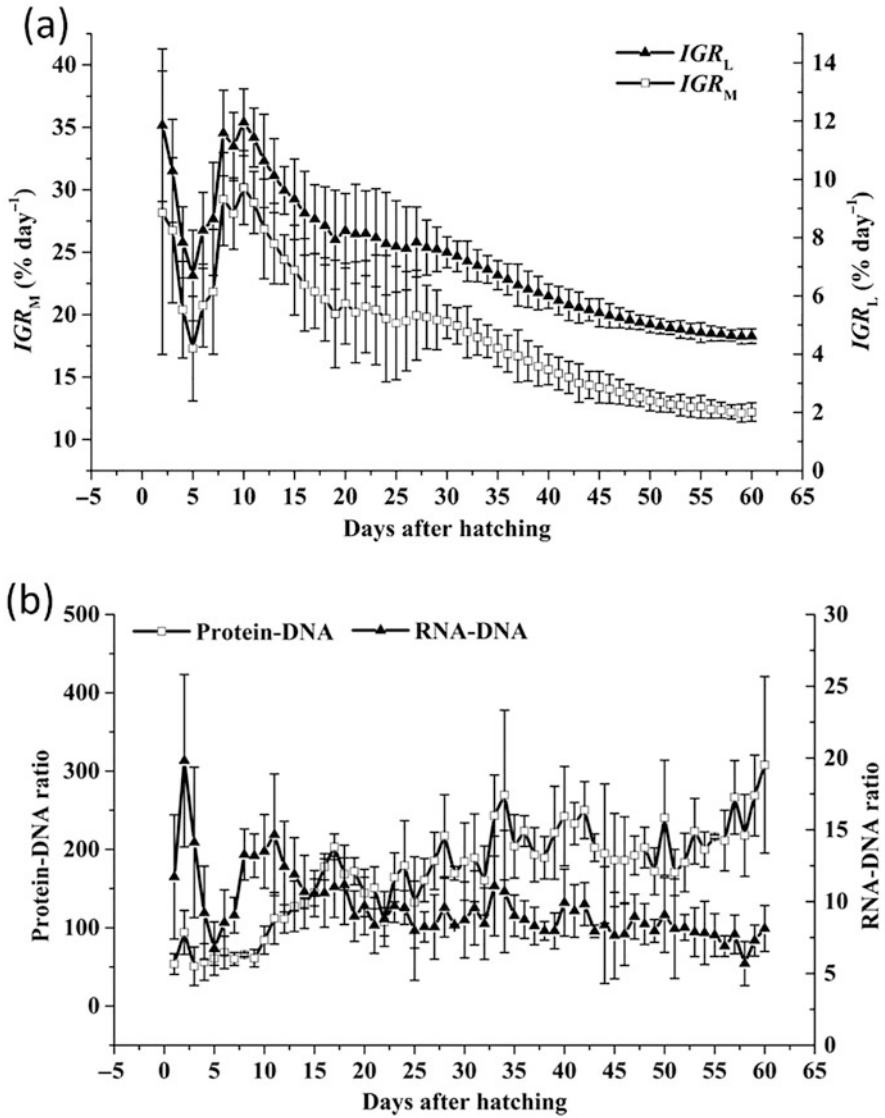 (a)
IGR_L
IGR_M
40
35
30
25
20
15
10
14
12
10
8
6
4
2
0
IGR_M (% day⁻¹)
IGR_L (% day⁻¹)
−5 0 5 10 15 20 25 30 35 40 45 50 55 60 65
Days after hatching
(b)
Protein-DNA RNA-DNA
500
400
300
200
100
0
30
25
20
15
10
5
0
Protein-DNA ratio
RNA-DNA ratio
−5 0 5 10 15 20 25 30 35 40 45 50 55 60 65
Days after hatching